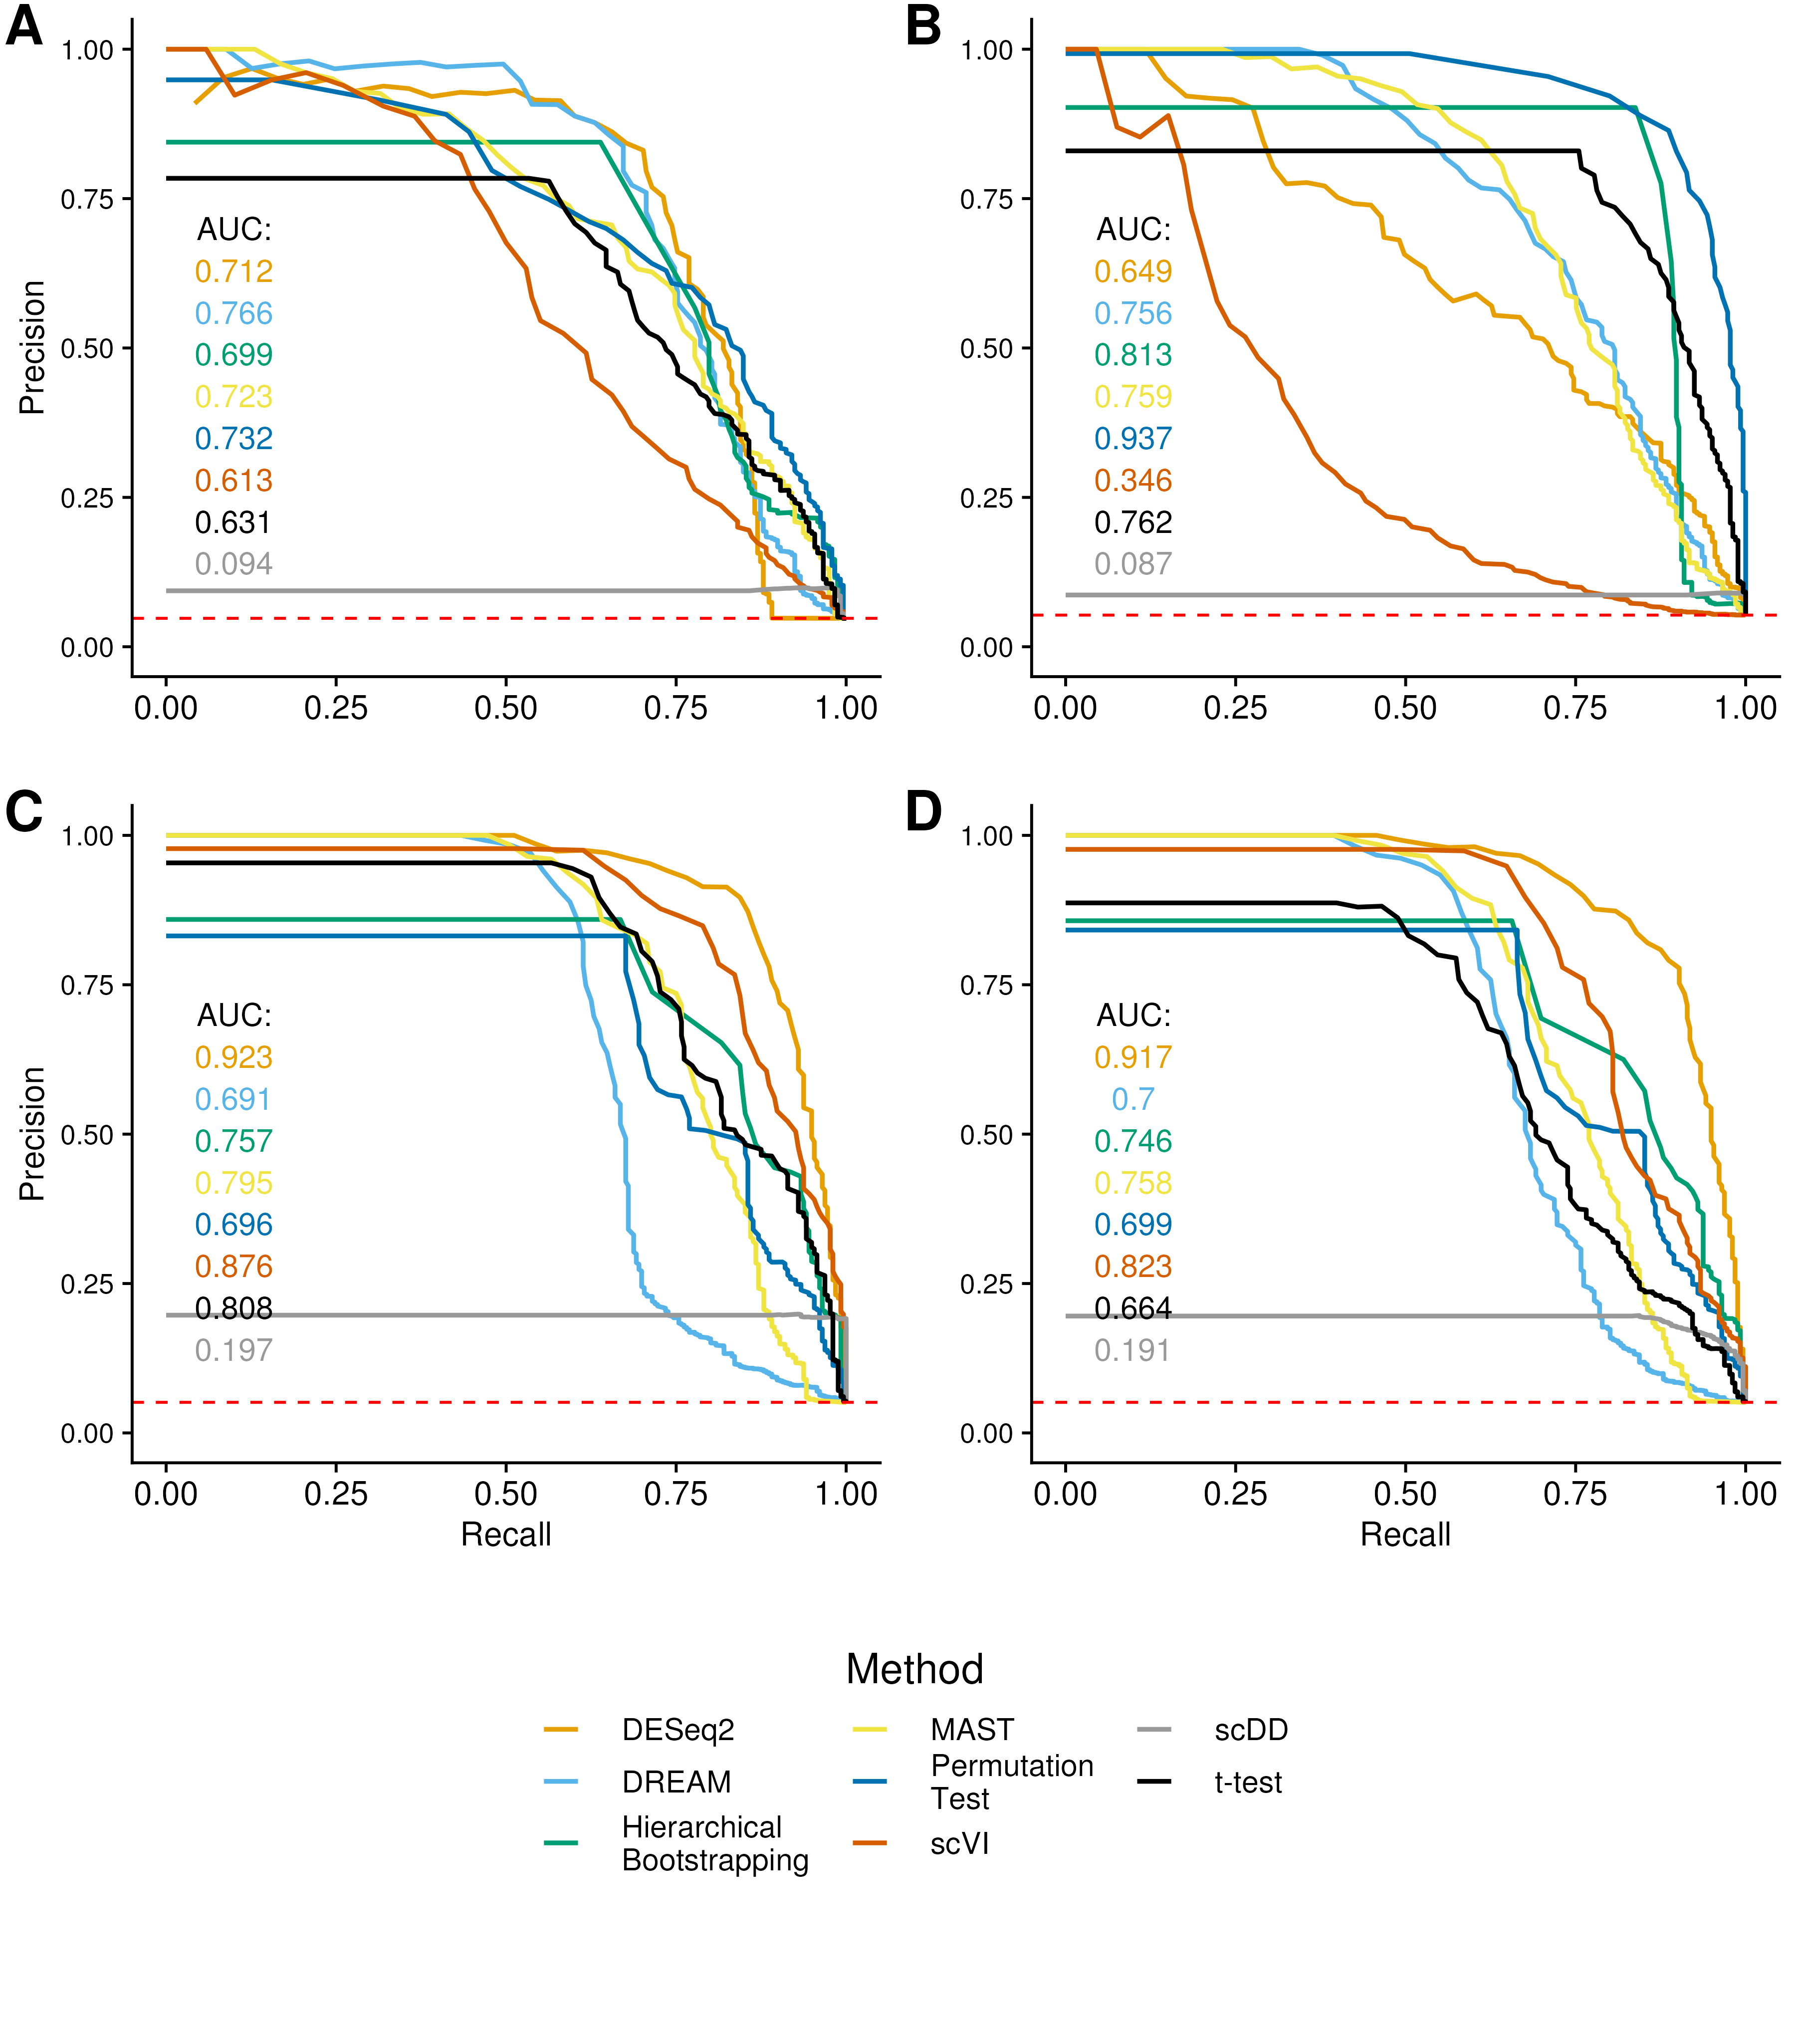 A
B
1.00
0.75
0.50
0.25
0.00
Precision
AUC:
0.712
0.766
0.699
0.723
0.732
0.613
0.631
0.094
0.00 0.25 0.50 0.75 1.00
1.00
0.75
0.50
0.25
0.00
AUC:
0.649
0.756
0.813
0.759
0.937
0.346
0.762
0.087
0.00 0.25 0.50 0.75 1.00
C
D
1.00
0.75
0.50
0.25
0.00
Precision
AUC:
0.923
0.691
0.757
0.795
0.696
0.876
0.808
0.197
0.00 0.25 0.50 0.75 1.00
Recall
1.00
0.75
0.50
0.25
0.00
AUC:
0.917
0.7
0.746
0.758
0.699
0.823
0.664
0.191
0.00 0.25 0.50 0.75 1.00
Recall
Method
DESeq2
DREAM
Hierarchical
Bootstrapping
MAST
Permutation
Test
scVI
scDD
t-test